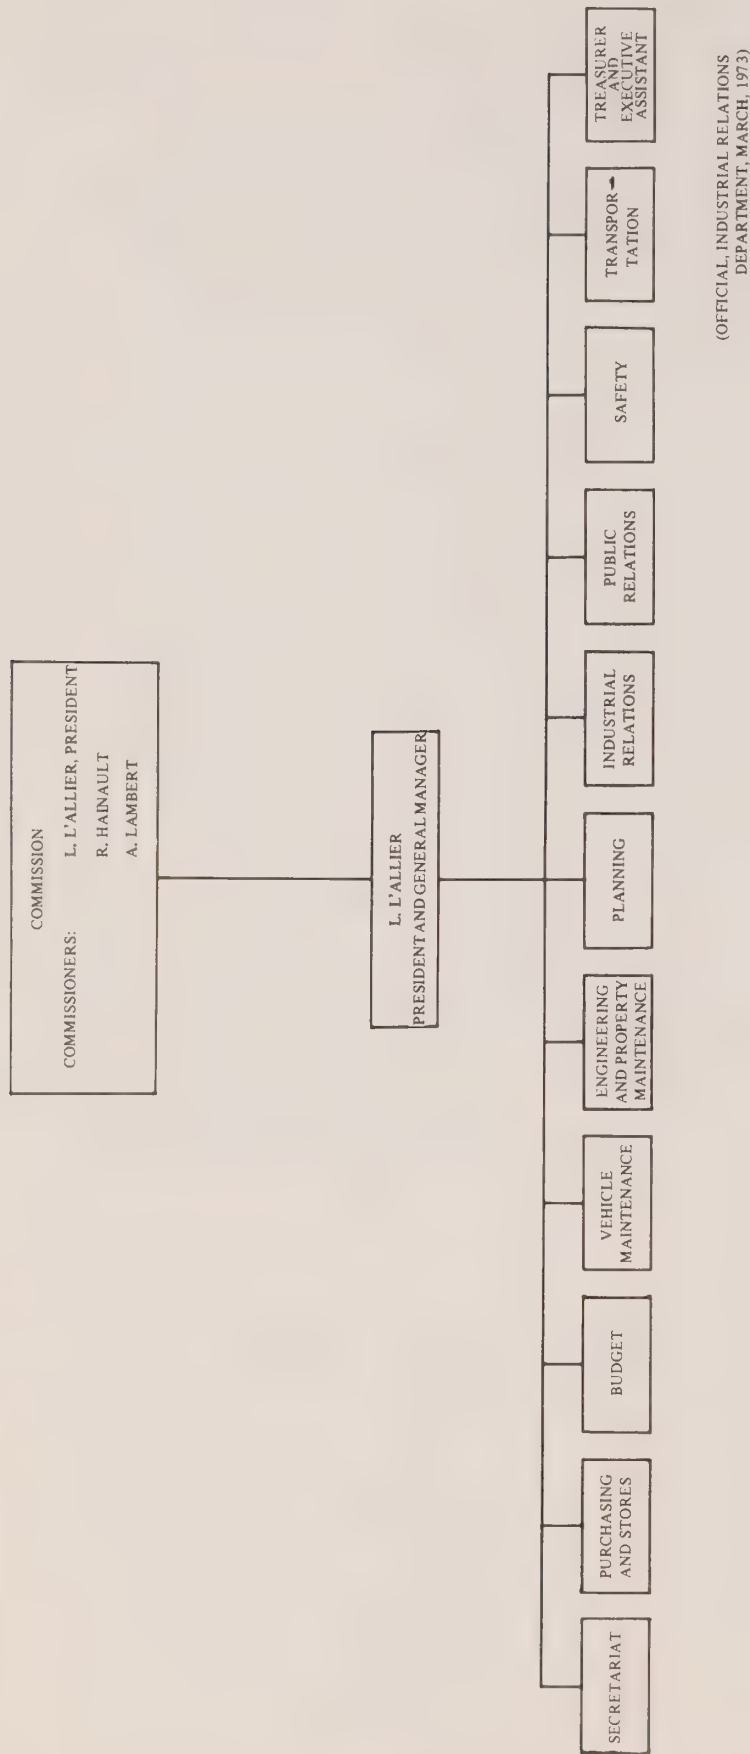 COMMISSION
COMMISSIONERS: L. L'ALLIER, PRESIDENT
R. HAINAULT
A. LAMBERT
L. L'ALLIER
PRESIDENT AND GENERAL MANAGER
SECRETARIAT
PURCHASING
AND STORES
BUDGET
VEHICLE
MAINTENANCE
ENGINEERING
AND PROPERTY
MAINTENANCE
PLANNING
INDUSTRIAL
RELATIONS
PUBLIC
RELATIONS
SAFETY
TRANSPOR-
TATION
TREASURER
AND
EXECUTIVE
ASSISTANT
(OFFICIAL, INDUSTRIAL RELATIONS
DEPARTMENT, MARCH, 1973)